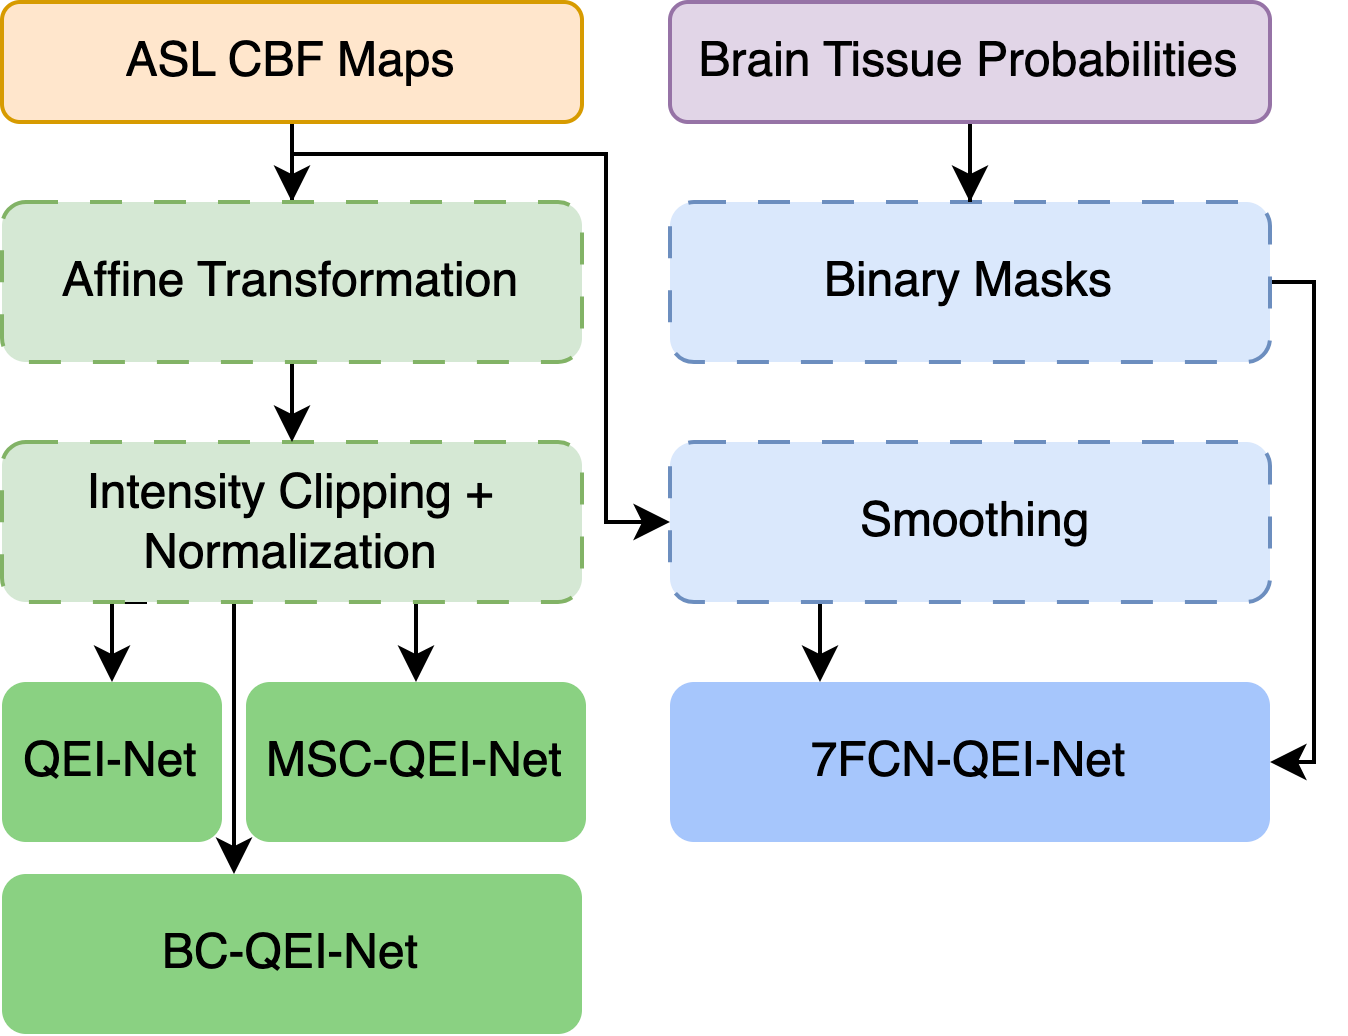 ASL CBF Maps
Brain Tissue Probabilities
Affine Transformation
Binary Masks
Intensity Clipping +
Normalization
Smoothing
QEI-Net
MSC-QEI-Net
7FCN-QEI-Net
BC-QEI-Net